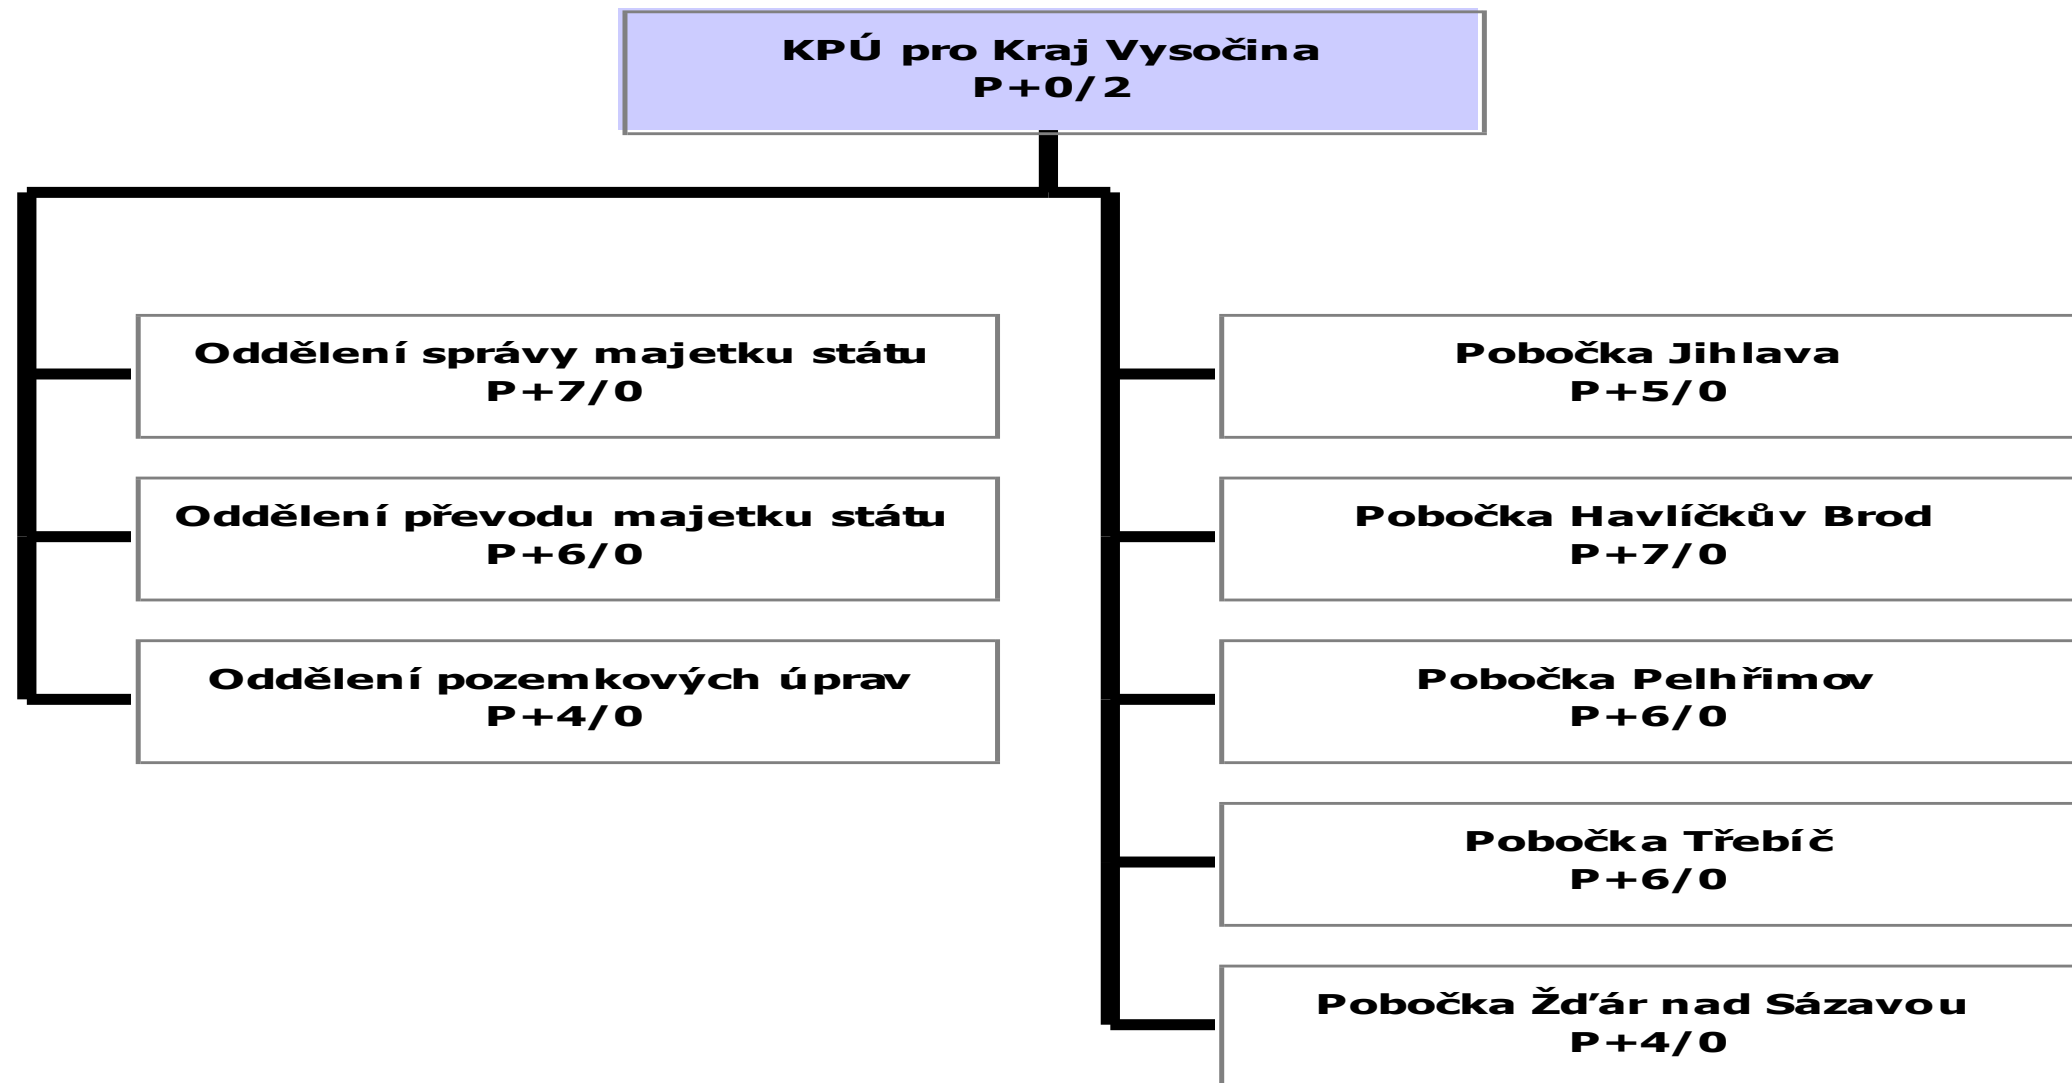 KPÚ pro Kraj Vysočina
P+0/2
Oddělení správy majetku státu
P+7/0
Oddělení převodu majetku státu
P+6/0
Oddělení pozemkových úprav
P+4/0
Pobočka Jihlava
P+5/0
Pobočka Havlíčkův Brod
P+7/0
Pobočka Pelhřimov
P+6/0
Pobočka Třebíč
P+6/0
Pobočka Žďár nad Sázavou
P+4/0